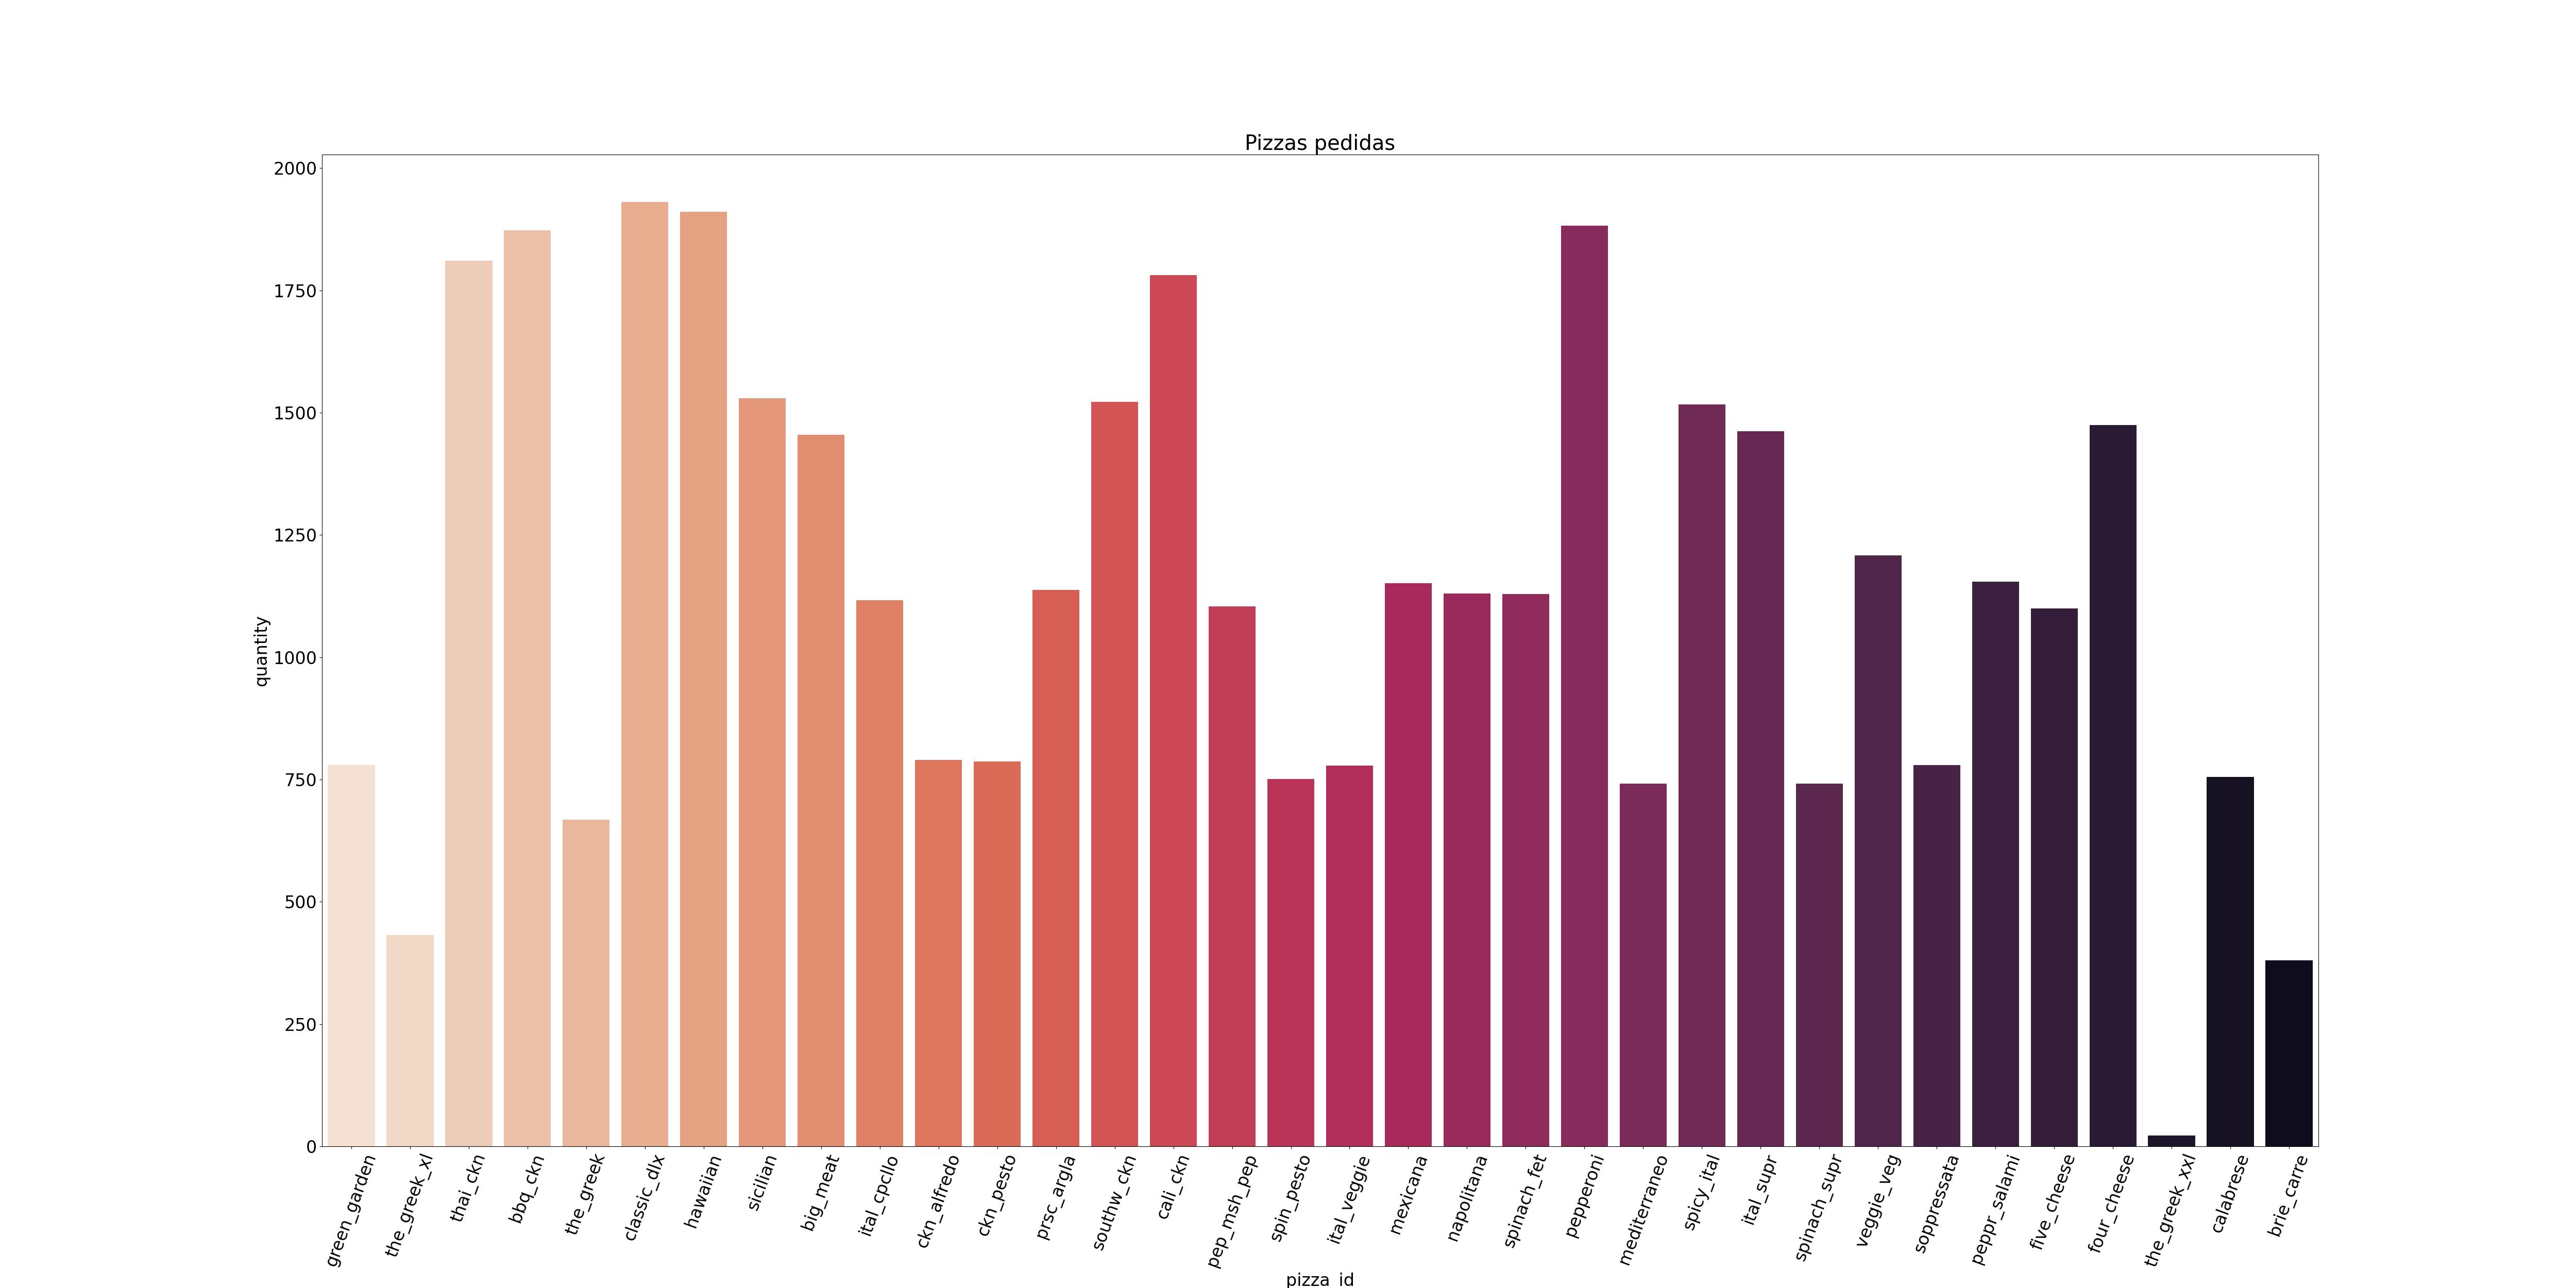 Pizzas pedidas
2000
1750
1500
1250
1000
750
500
250
0
quantity
green_garden
the_greek_xl
thai_ckn
bbq_ckn
the_greek
classic_dlx
hawaiian
sicilian
big_meat
ital_cpcllo
ckn_alfredo
ckn_pesto
prsc_argla
southw_ckn
cali_ckn
pep_msh_pep
spin_pesto
ital_veggie
mexicana
napolitana
spinach_fet
pepperoni
mediterraneo
spicy_ital
ital_supr
spinach_supr
veggie_veg
soppressata
peppr_salami
five_cheese
four_cheese
the_greek_xxl
calabrese
brie_carre
pizza_id